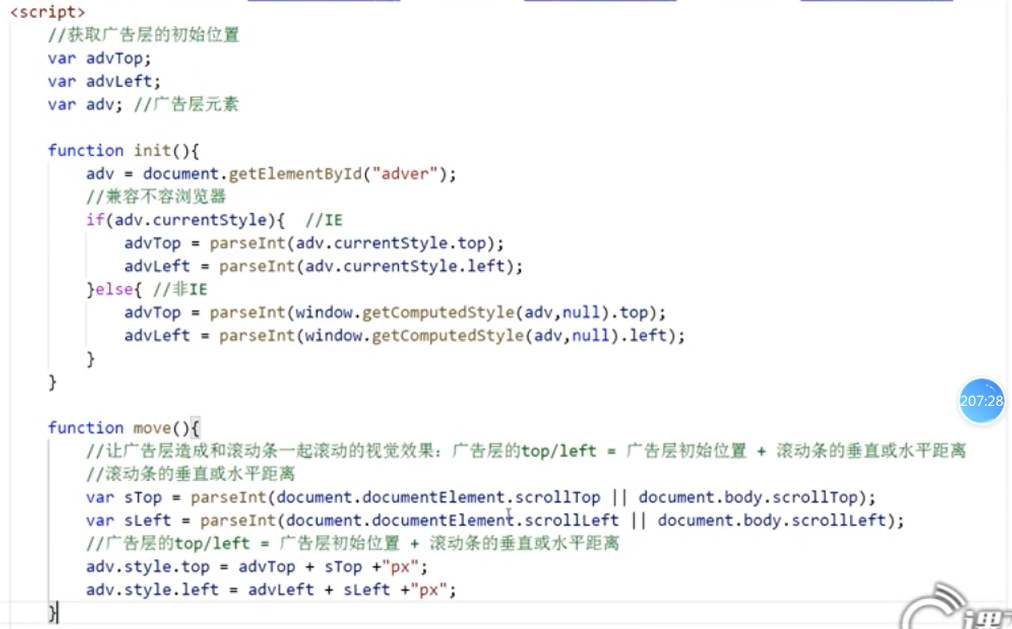 <script>
//获取广告层的初始位置
var advTop;
var advLeft;
var adv; //广告层元素
function init(){
adv = document.getElementById("adver");
//兼容不容浏览器
if(adv.currentStyle){ //IE
advTop = parseInt(adv.currentStyle.top);
advLeft = parseInt(adv.currentStyle.left);
}else{ //非IE
advTop = parseInt(window.getComputedStyle(adv,null).top);
advLeft = parseInt(window.getComputedStyle(adv,null).left);
}
}
207:28
function move(){
//让广告层造成和滚动条一起滚动的视觉效果：广告层的top/left = 广告层初始位置 + 滚动条的垂直或水平距离
//滚动条的垂直或水平距离
var sTop = parseInt(document.documentElement.scrollTop || document.body.scrollTop);
var sLeft = parseInt(document.documentElement.scrollLeft || document.body.scrollLeft);
//广告层的top/left = 广告层初始位置 + 滚动条的垂直或水平距离
adv.style.top = advTop + sTop +"px";
adv.style.left = advLeft + sLeft +"px";
}
课